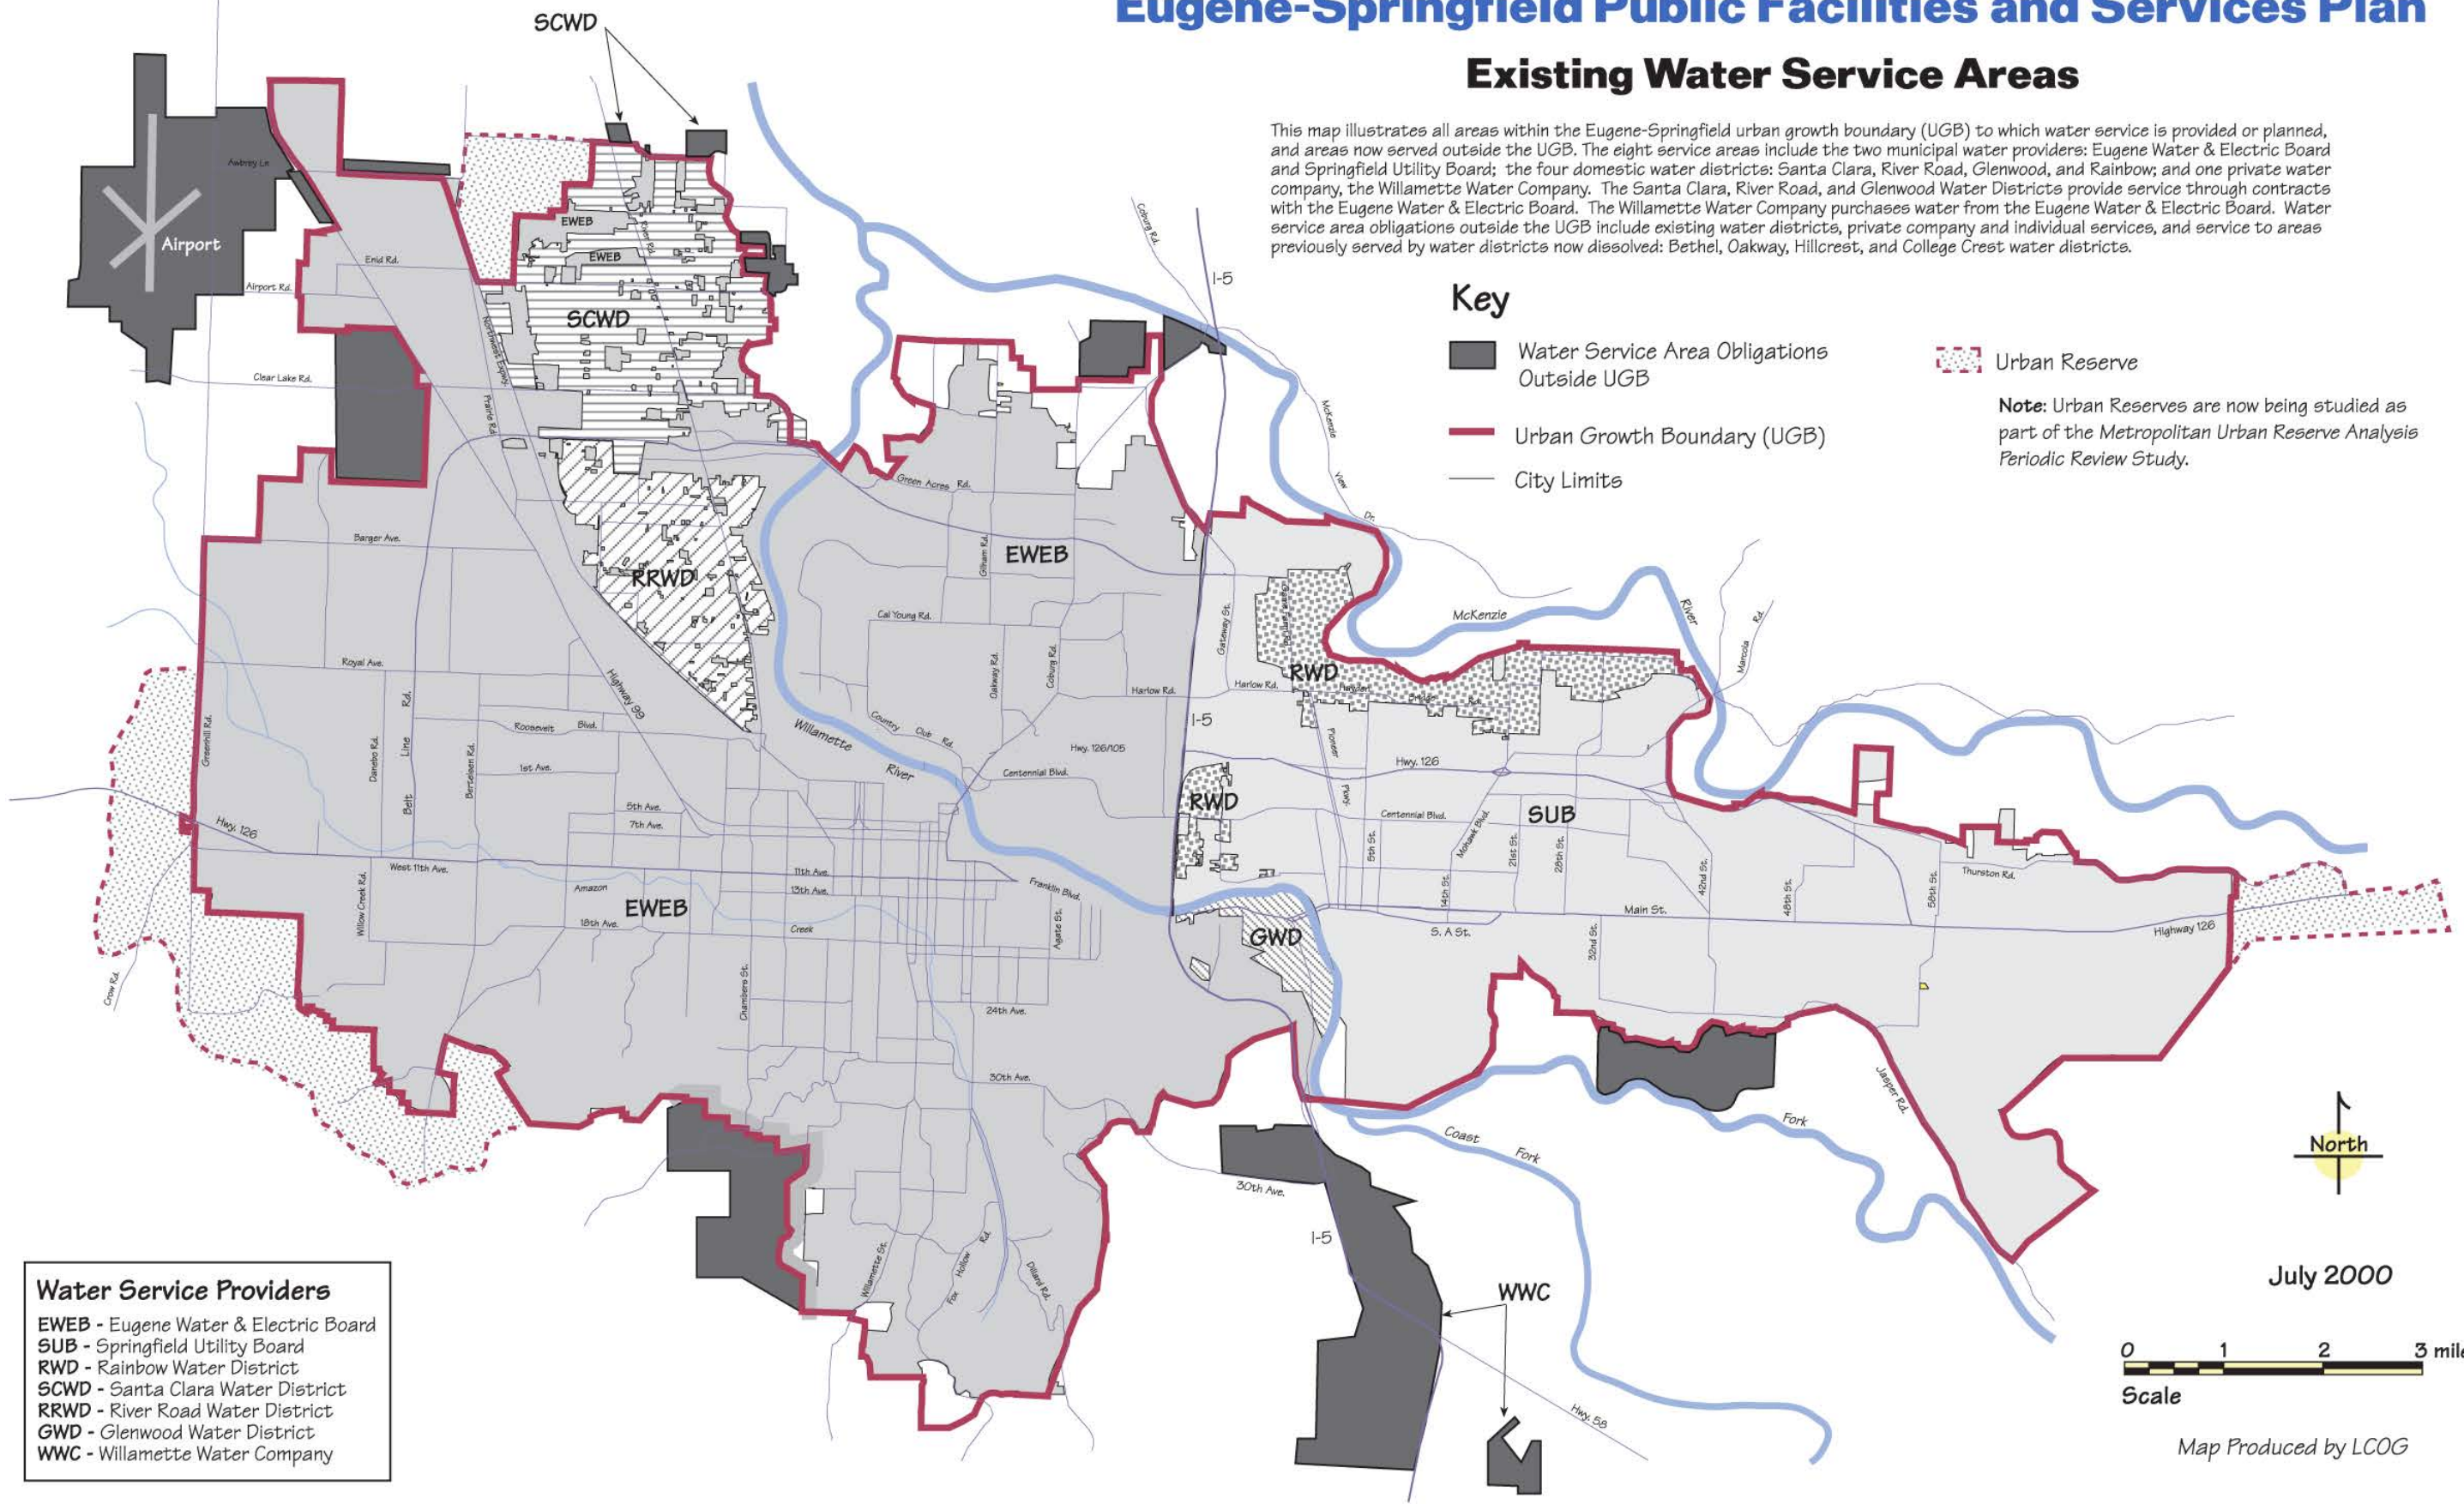 Eugene-Springfield Public Facilities and Services Plan
Existing Water Service Areas
This map illustrates all areas within the Eugene-Springfield urban growth boundary (UGB) to which water service is provided or planned,
and areas now served outside the UGB. The eight service areas include the two municipal water providers: Eugene Water & Electric Board
and Springfield Utility Board; the four domestic water districts: Santa Clara, River Road, Glenwood, and Rainbow; and one private water
company, the Willamette Water Company. The Santa Clara, River Road, and Glenwood Water Districts provide service through contracts
with the Eugene Water & Electric Board. The Willamette Water Company purchases water from the Eugene Water & Electric Board. Water
service area obligations outside the UGB include existing water districts, private company and individual services, and service to areas
previously served by water districts now dissolved: Bethel, Oakway, Hillcrest, and College Crest water districts.
Key
Water Service Area Obligations
Outside UGB
Urban Growth Boundary (UGB)
City Limits
Urban Reserve
Note: Urban Reserves are now being studied as
part of the Metropolitan Urban Reserve Analysis
Periodic Review Study.
SCWD
Awbrey Ln
Airport
EWEB
River Rd.
EWEB
Enid Rd.
Airport Rd.
SCWD
Northwest Expwy.
Clear Lake Rd.
Prairie Rd.
Coburg Rd.
I-5
McKenzie
View
Dr.
Green Acres Rd.
Barger Ave.
Gilham Rd.
EWEB
RRWD
Cal Young Rd.
Gateway St.
McKenzie
River
Marcola Rd.
Royal Ave.
Highway 99
Oakway Rd.
Coburg Rd.
Harlow Rd.
Harlow Rd.
RWD
Hayden
Bridge
Rd.
Greenhill Rd.
Danebo Rd.
Belt Line Rd.
Bertelsen Rd.
Roosevelt Blvd.
Willamette
River
Country Club Rd.
I-5
Hwy. 126/105
Pioneer
Pkwy.
Hwy. 126
1st Ave.
Centennial Blvd.
RWD
Centennial Blvd.
SUB
5th Ave.
7th Ave.
Hwy. 126
5th St.
Mohawk Blvd.
21st St.
28th St.
West 11th Ave.
11th Ave.
13th Ave.
Franklin Blvd.
14th St.
42nd St.
48th St.
58th St.
Thurston Rd.
Willow Creek Rd.
Amazon
EWEB
18th Ave.
Creek
Agate St.
GWD
Main St.
S. A St.
32nd St.
Highway 126
Crow Rd.
Chambers St.
24th Ave.
30th Ave.
Jasper Rd.
Fork
Coast
Fork
30th Ave.
I-5
Willamette St.
Fox Hollow Rd.
Dillard Rd.
WWC
Hwy. 58
North
July 2000
0 1 2 3 mile
Scale
Map Produced by LCOG
Water Service Providers
EWEB - Eugene Water & Electric Board
SUB - Springfield Utility Board
RWD - Rainbow Water District
SCWD - Santa Clara Water District
RRWD - River Road Water District
GWD - Glenwood Water District
WWC - Willamette Water Company